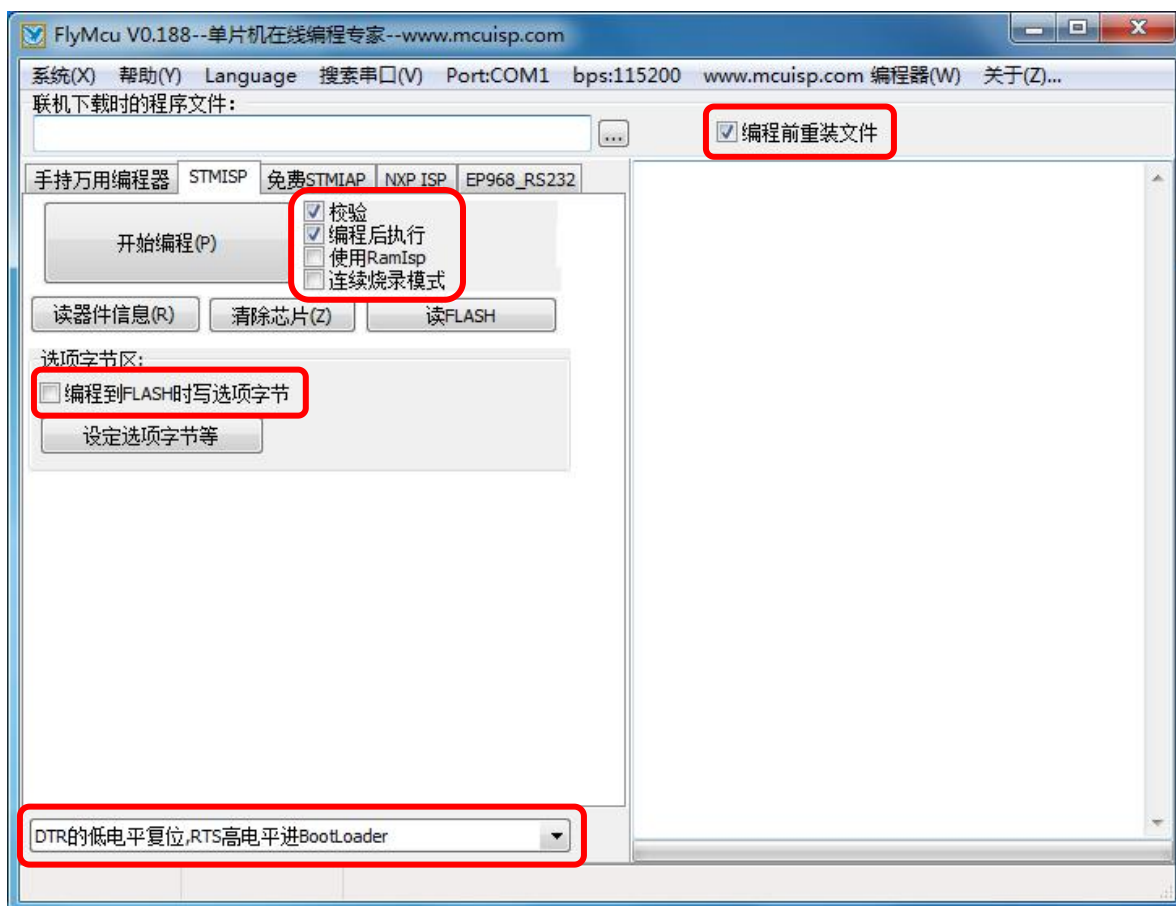 FlyMcu V0.188--单片机在线编程专家--www.mcuisp.com
系统(X) 帮助(Y) Language 搜索串口(V) Port:COM1 bps:115200 www.mcuisp.com 编程器(W) 关于(Z)...
联机下载时的程序文件:
...
编程前重装文件
手持万用编程器 STMISP 免费STMIAP NXP ISP EP968_RS232
开始编程(P)
校验
编程后执行
使用RamIsp
连续烧录模式
读器件信息(R) 清除芯片(Z) 读FLASH
选项字节区:
编程到FLASH时写选项字节
设定选项字节等
DTR的低电平复位,RTS高电平进BootLoader